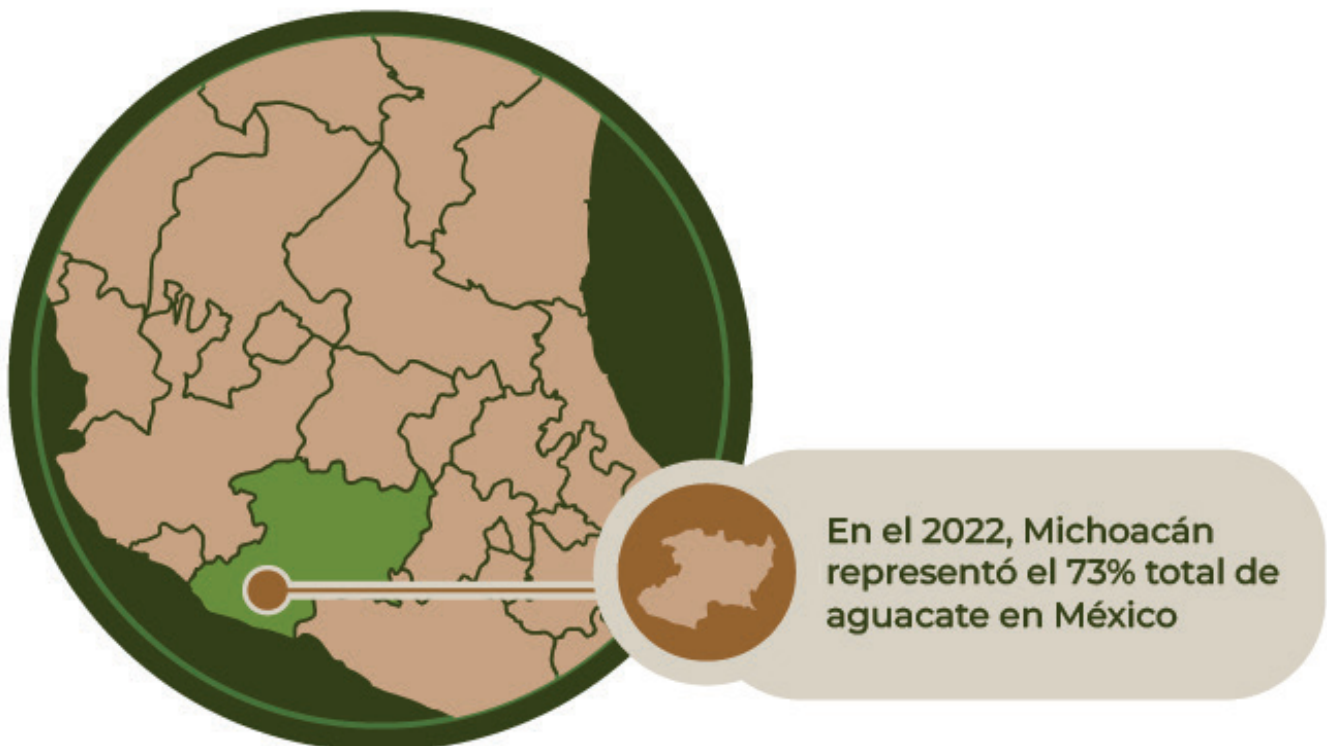 En el 2022, Michoacán
representó el 73% total de
aguacate en México